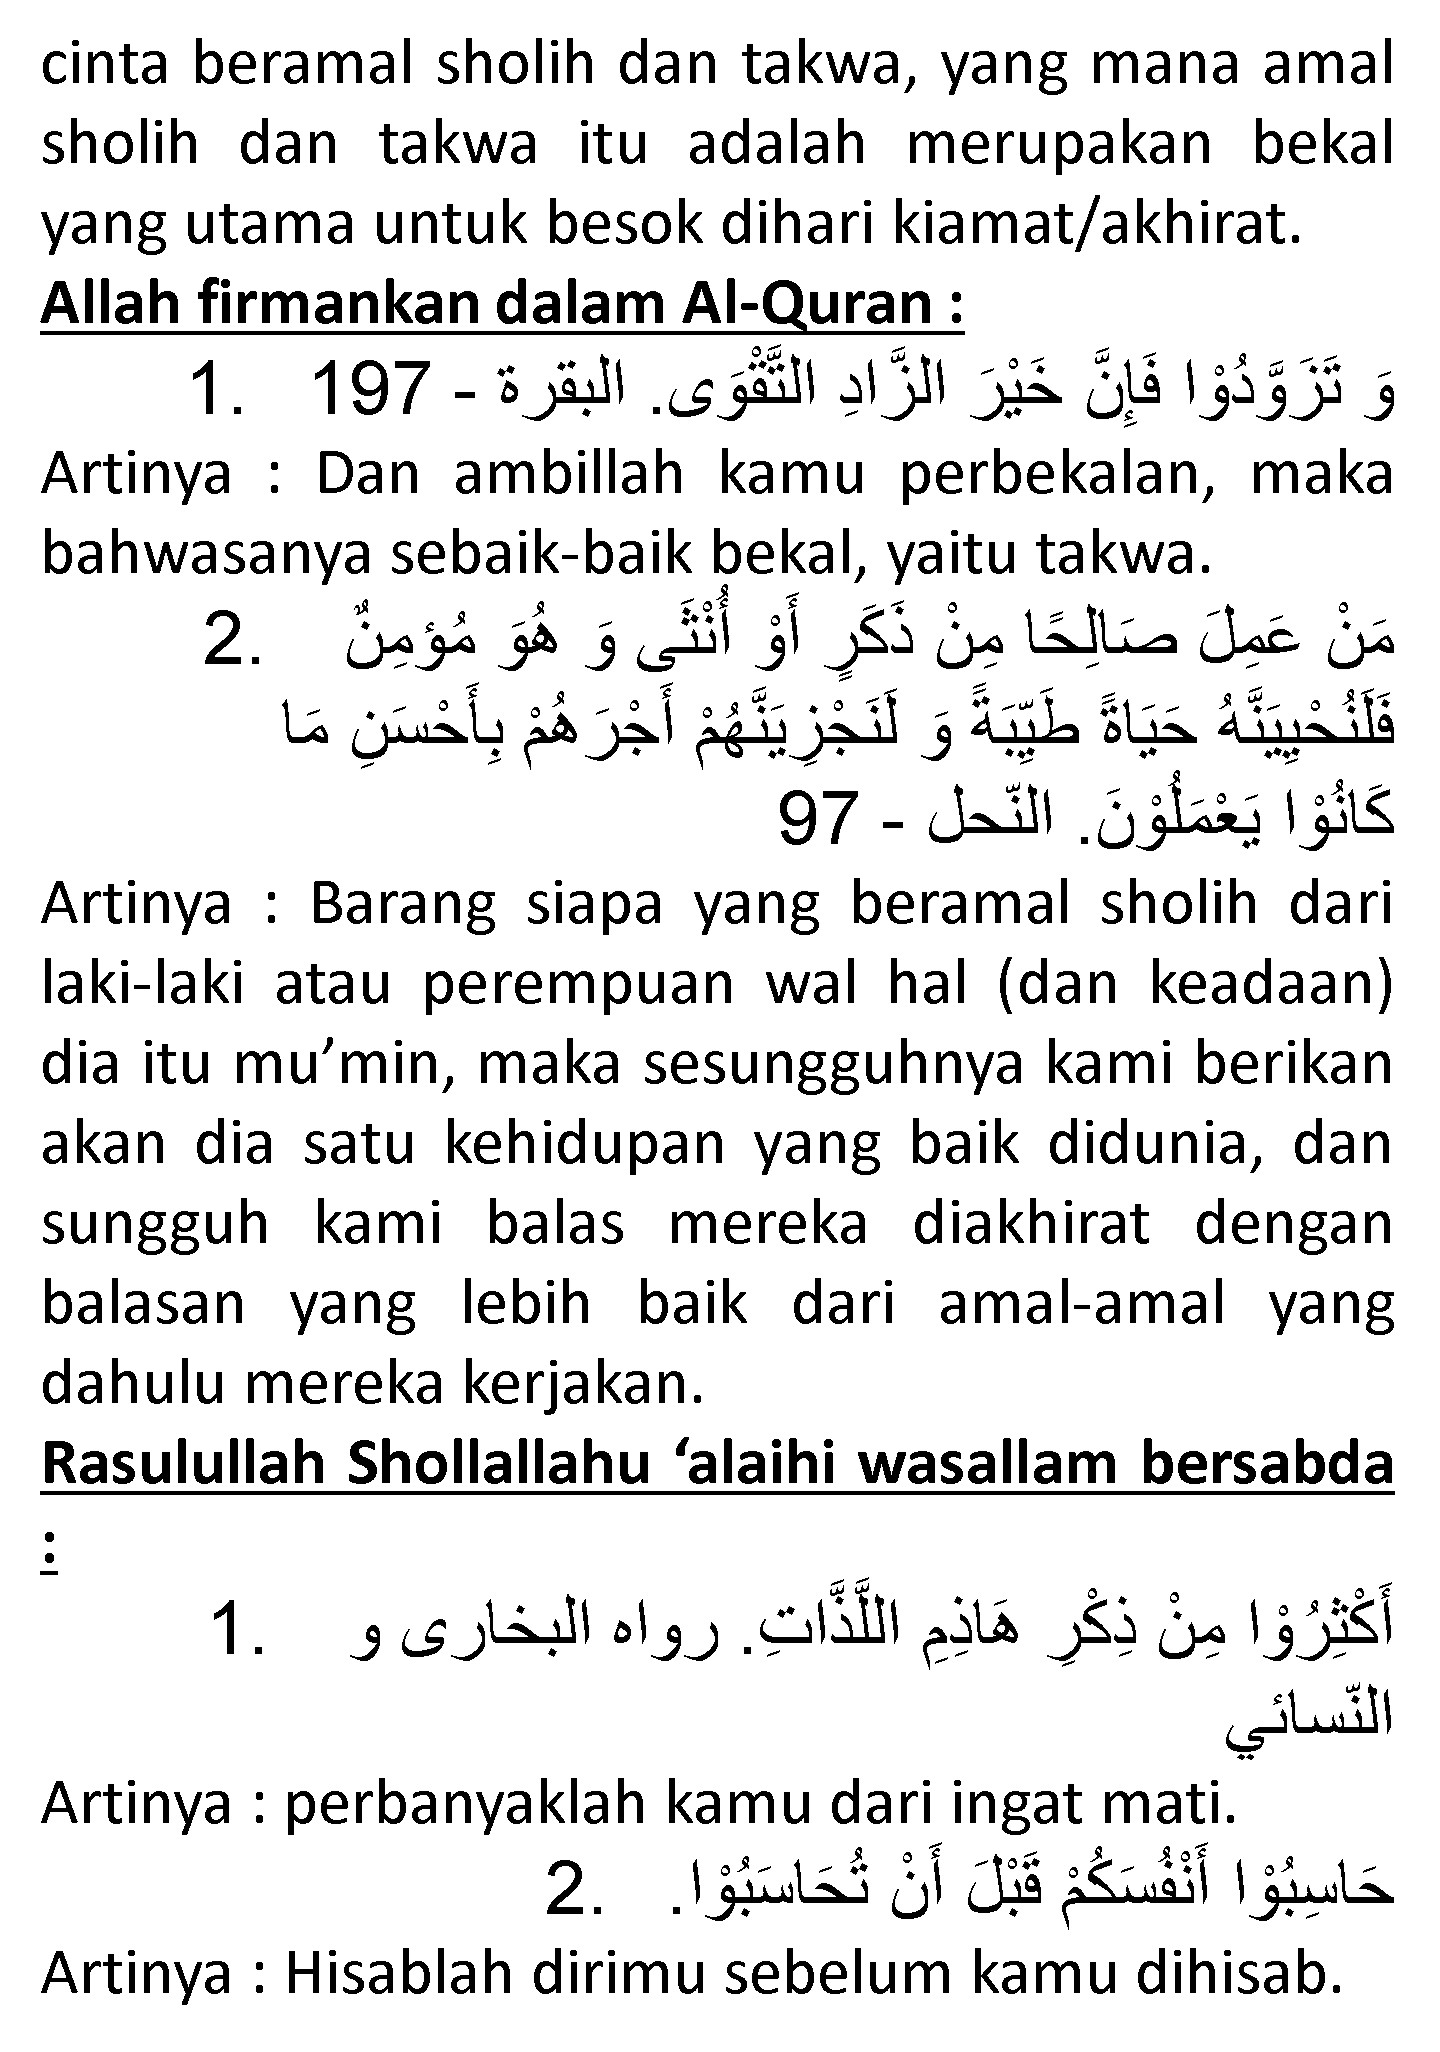 cinta beramal sholih dan takwa, yang mana amal
sholih dan takwa itu adalah merupakan bekal
yang utama untuk besok dihari kiamat/akhirat.
Allah firmankan dalam Al-Quran :
1. وَ تَزَوَّدُوْا فَإِنَّ خَيْرَ الزَّادِ التَّقْوَى. البقرة - 197
Artinya : Dan ambillah kamu perbekalan, maka
bahwasanya sebaik-baik bekal, yaitu takwa.
2. مَنْ عَمِلَ صَالِحًا مِنْ ذَكَرٍ أَوْ أُنْثَى وَ هُوَ مُؤمِنٌ
فَلَنُحْيِيَنَّهُ حَيَاةً طَيِّبَةً وَ لَنَجْزِيَنَّهُمْ أَجْرَهُمْ بِأَحْسَنِ مَا
كَانُوْا يَعْمَلُوْنَ. النّحل - 97
Artinya : Barang siapa yang beramal sholih dari
laki-laki atau perempuan wal hal (dan keadaan)
dia itu mu’min, maka sesungguhnya kami berikan
akan dia satu kehidupan yang baik didunia, dan
sungguh kami balas mereka diakhirat dengan
balasan yang lebih baik dari amal-amal yang
dahulu mereka kerjakan.
Rasulullah Shollallahu ‘alaihi wasallam bersabda
:
1. أَكْثِرُوْا مِنْ ذِكْرِ هَاذِمِ اللَّذَّاتِ. رواه البخارى و
النّسائي
Artinya : perbanyaklah kamu dari ingat mati.
2. حَاسِبُوْا أَنْفُسَكُمْ قَبْلَ أَنْ تُحَاسَبُوْا.
Artinya : Hisablah dirimu sebelum kamu dihisab.